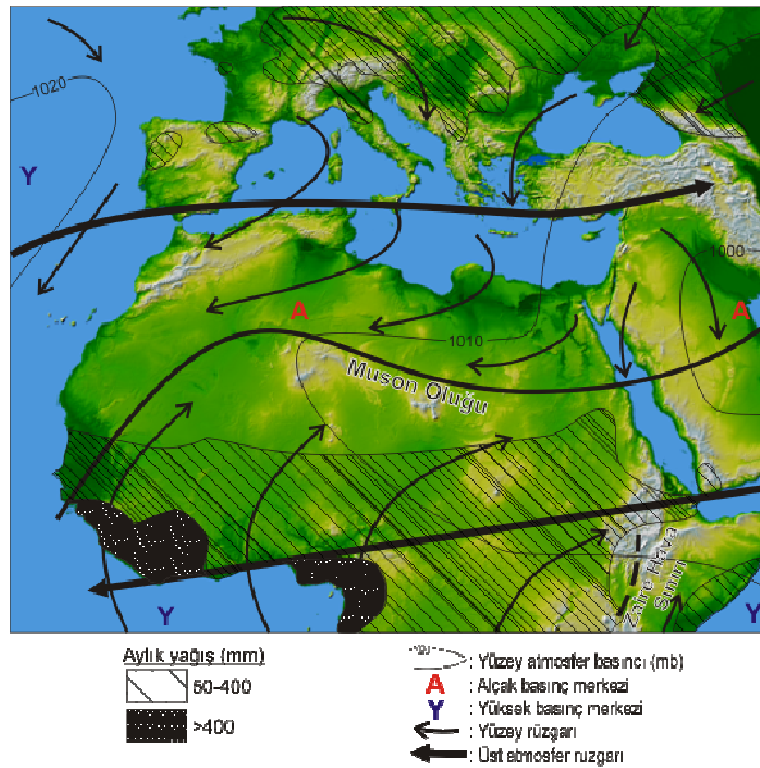 1020
Y
1000
A
A
1010
Muson Oluğu
Zaire Hava
Sınırı
Y
Y
Aylık yağış (mm)
50-400
>400
: Yüzey atmosfer basıncı (mb)
A : Alçak basınç merkezi
Y : Yüksek basınç merkezi
: Yüzey rüzgarı
: Üst atmosfer ruzgarı